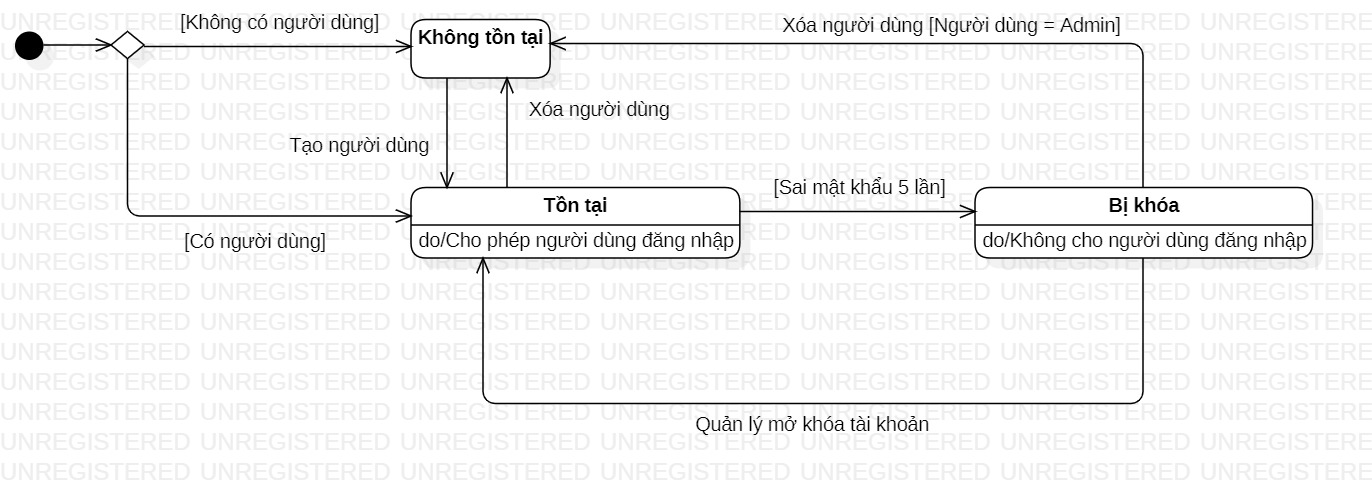 [Không có người dùng]
Không tồn tại
Xóa người dùng [Người dùng = Admin]
Xóa người dùng
Tạo người dùng
[Sai mật khẩu 5 lần]
Tồn tại
do/Cho phép người dùng đăng nhập
Bị khóa
do/Không cho người dùng đăng nhập
[Có người dùng]
Quản lý mở khóa tài khoản
UNREGISTERED